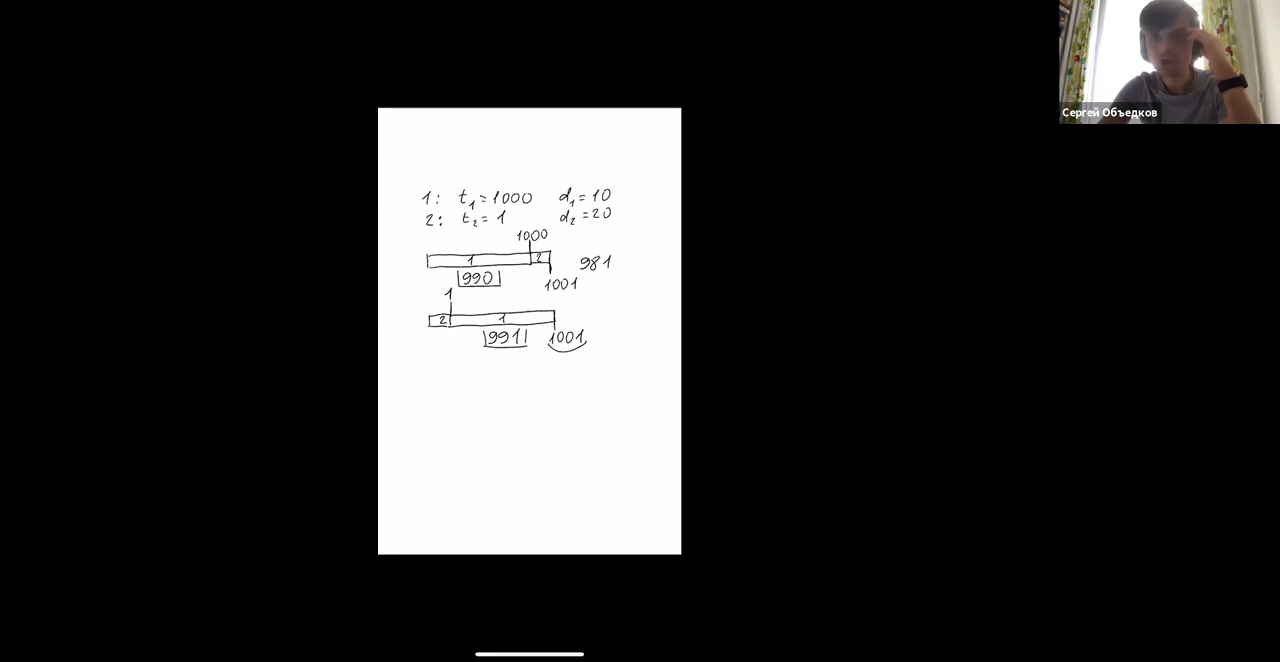 Сергей Объедков
1: t₁=1000 d₁=10
2: t₂=1 d₂=20
1000
1 2 981
990 1001
1
2 1
991 1001